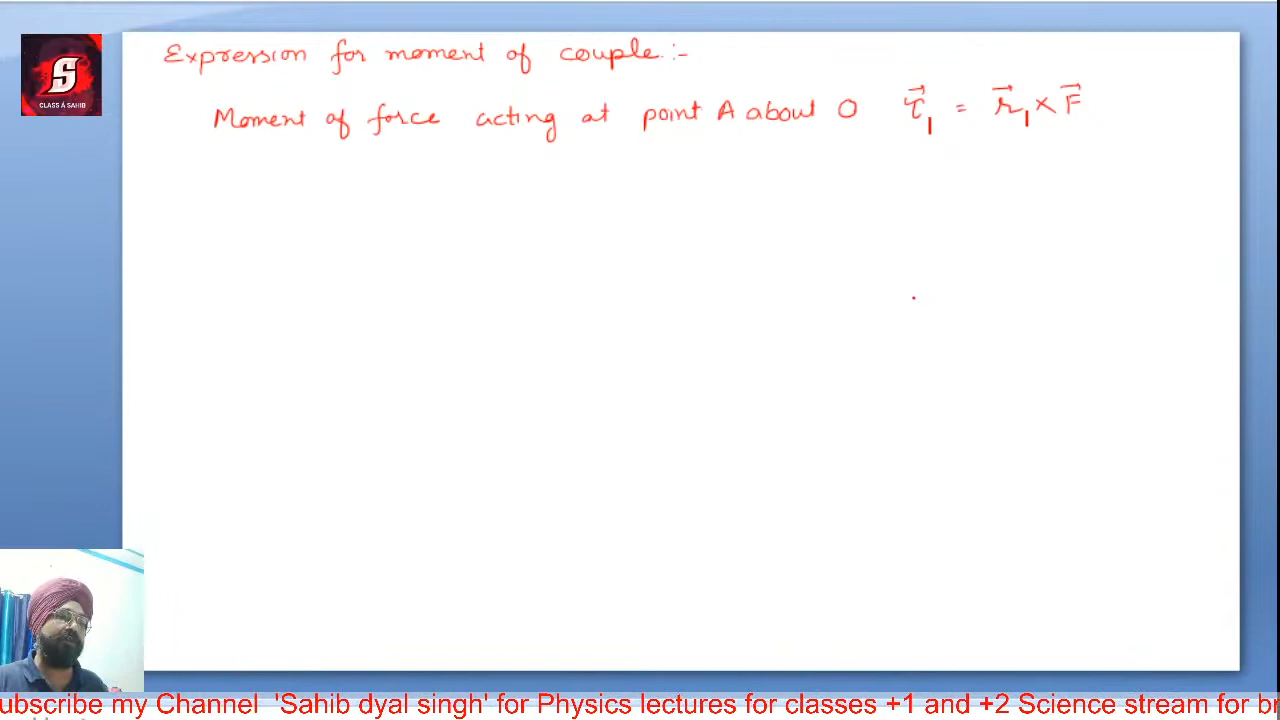 Expression for moment of couple :-
Moment of force acting at point A about O τ⃗₁ = r⃗₁ × F⃗
S
CLASS A SAHIB
ubscribe my Channel 'Sahib dyal singh' for Physics lectures for classes +1 and +2 Science stream for br